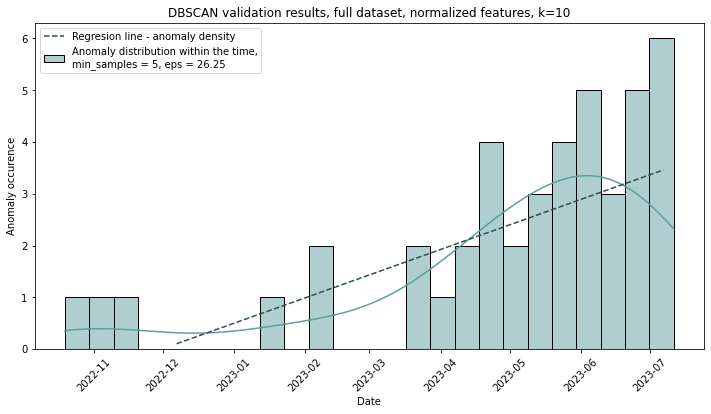 DBSCAN validation results, full dataset, normalized features, k=10
Regresion line - anomaly density
Anomaly distribution within the time,
min_samples = 5, eps = 26.25
Anomaly occurence
6
5
4
3
2
1
0
2022-11
2022-12
2023-01
2023-02
2023-03
2023-04
2023-05
2023-06
2023-07
Date